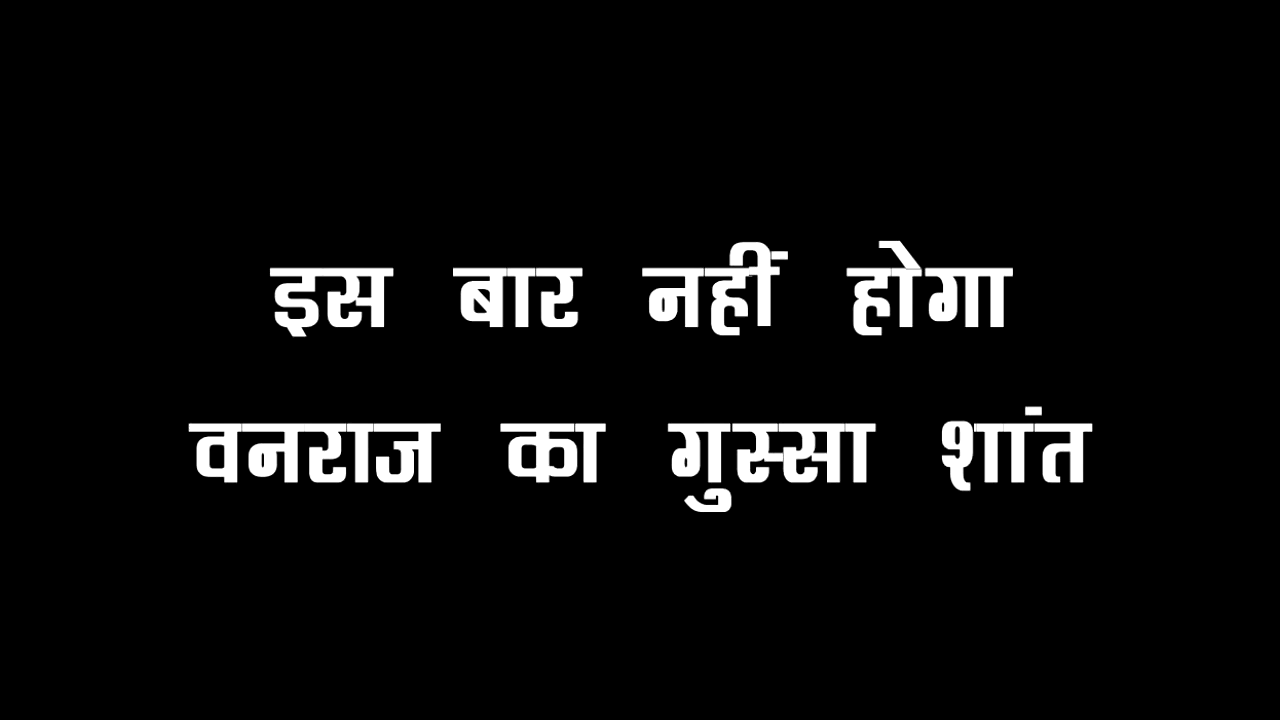 इस बार नहीं होगा
वनराज का गुस्सा शांत